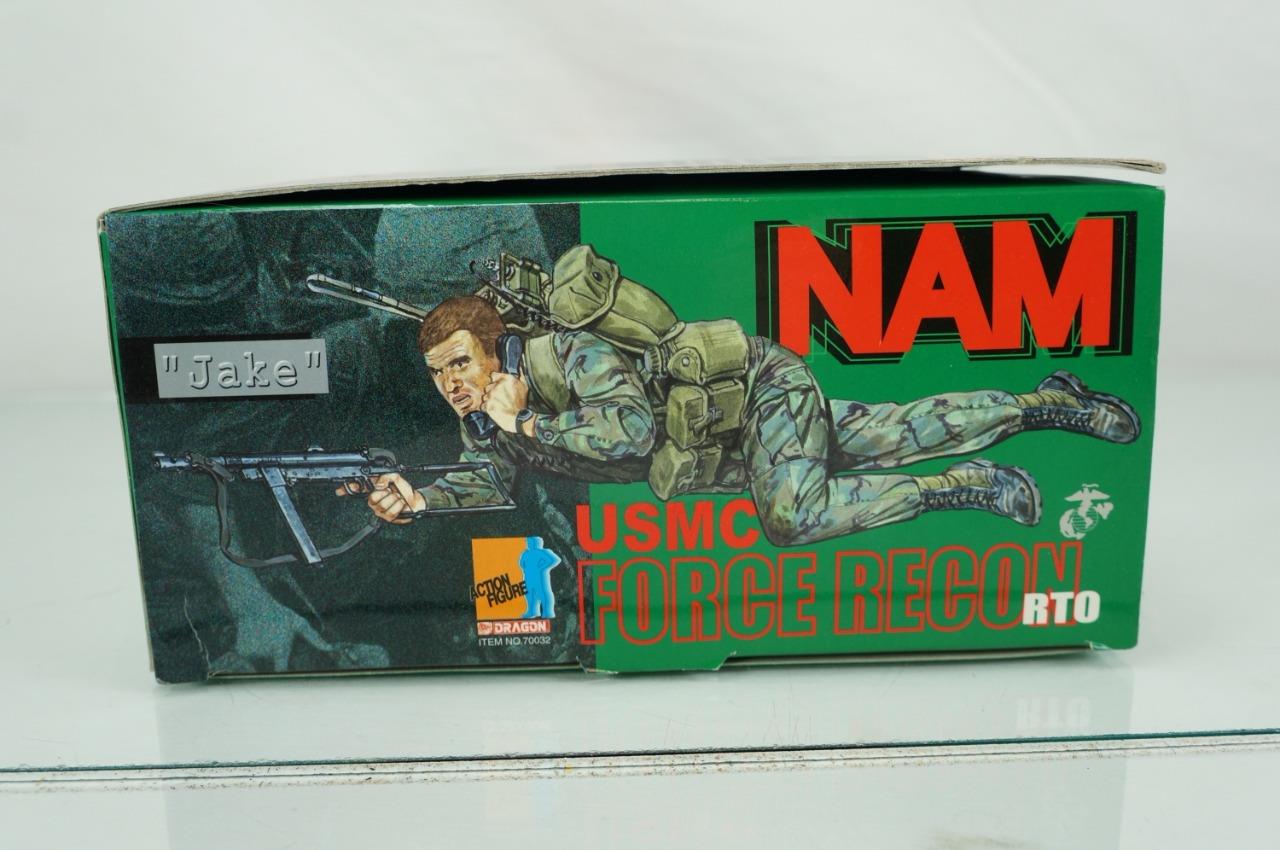 "Jake"
NAM
USMC
FORCE RECON
RTO
ACTION
FIGURE
DRAGON
ITEM NO.70032